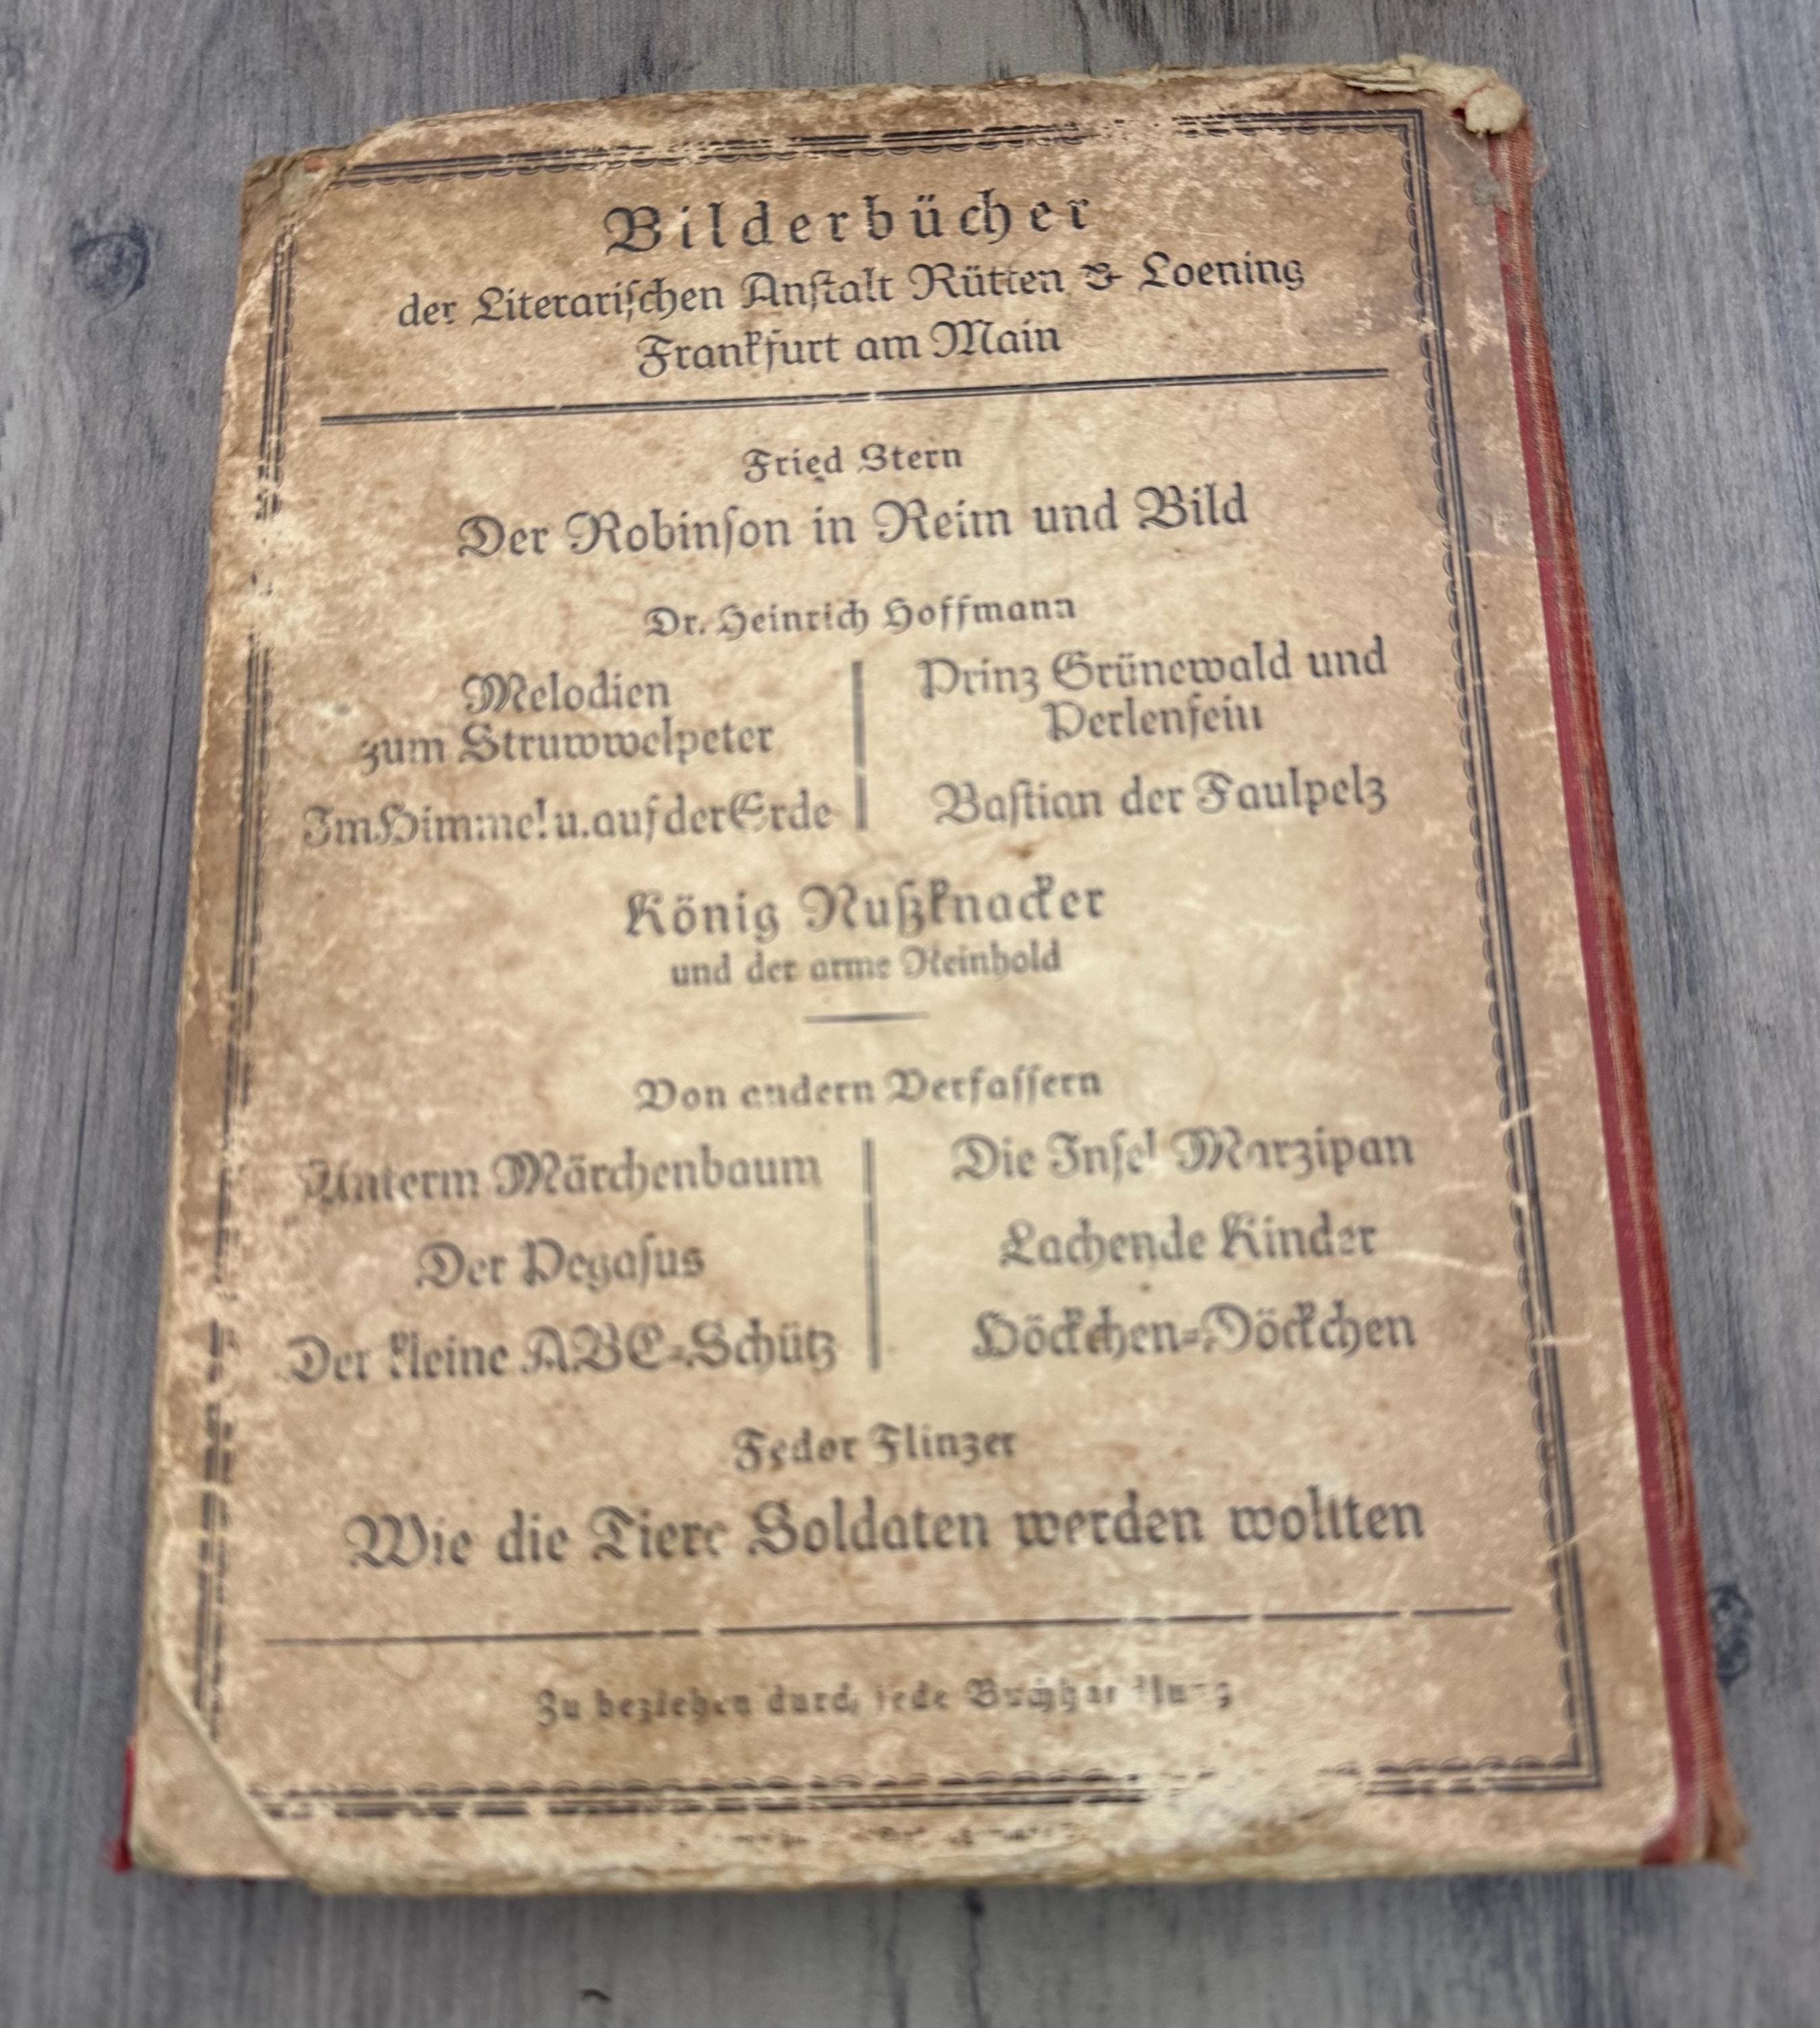 Bilderbücher
der Literariſchen Anſtalt Rütten & Loening
Frankfurt am Main
Fried Stern
Der Robinſon in Reim und Bild
Dr. Heinrich Hoffmann
Melodien
zum Struwwelpeter
Im Himmel u. auf der Erde
Prinz Grünewald und
Perlenfein
Baſtian der Faulpelz
König Nußknacker
und der arme Reinhold
Von andern Verfaſſern
Unterm Märchenbaum
Der Pegaſus
Der kleine ABC-Schütz
Die Inſel Marzipan
Lachende Kinder
Höckchen-Döckchen
Fedor Flinzer
Wie die Tiere Soldaten werden wollten
Zu beziehen durch jede Buchhandlung